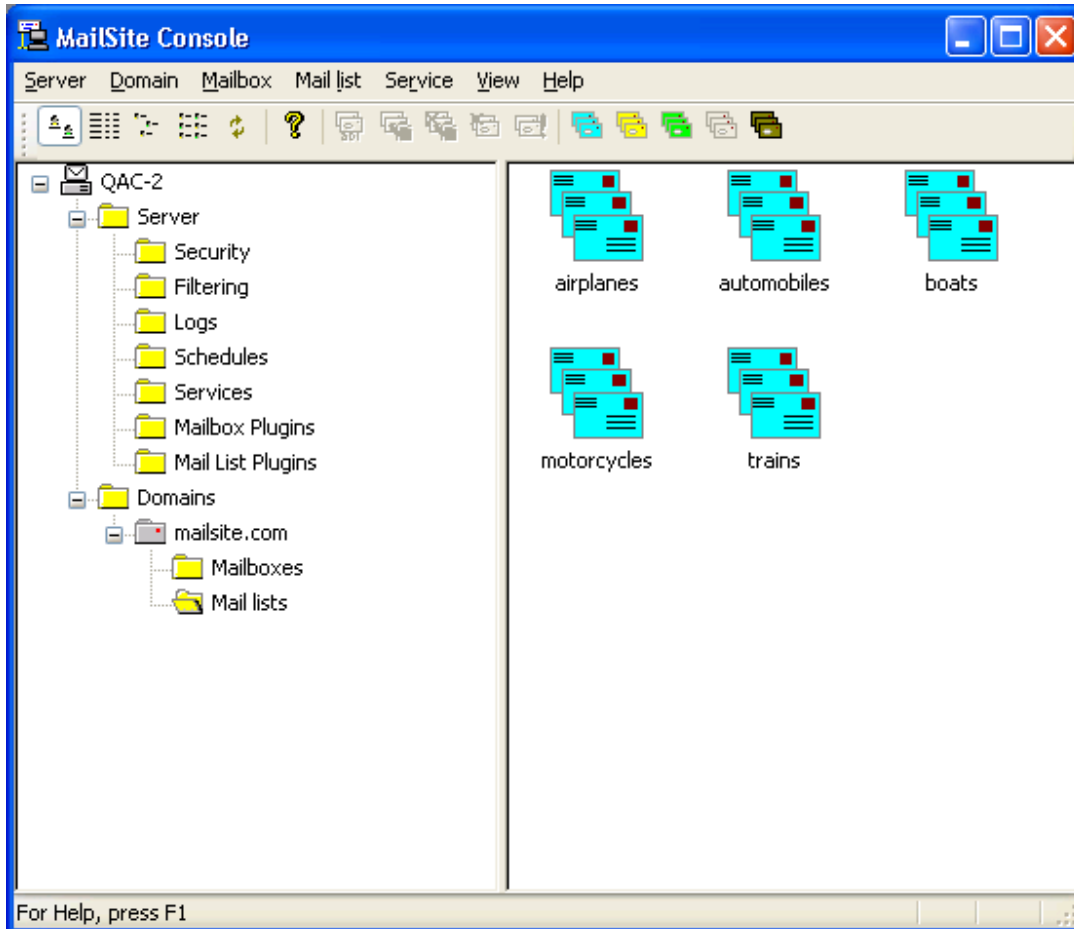 MailSite Console
Server Domain Mailbox Mail list Service View Help
QAC-2
Server
Security
Filtering
Logs
Schedules
Services
Mailbox Plugins
Mail List Plugins
Domains
mailsite.com
Mailboxes
Mail lists
airplanes automobiles boats
motorcycles trains
For Help, press F1